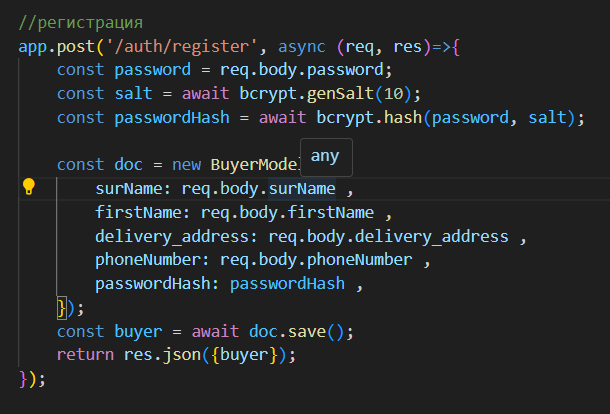 //регистрация
app.post('/auth/register', async (req, res)=>{
    const password = req.body.password;
    const salt = await bcrypt.genSalt(10);
    const passwordHash = await bcrypt.hash(password, salt);
any
    const doc = new BuyerModel
        surName: req.body.surName ,
        firstName: req.body.firstName ,
        delivery_address: req.body.delivery_address ,
        phoneNumber: req.body.phoneNumber ,
        passwordHash: passwordHash ,
    });
    const buyer = await doc.save();
    return res.json({buyer});
});